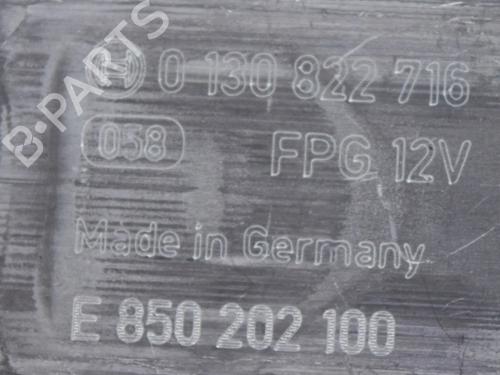 0 130 822 716
058 FPG 12V
Made in Germany
E 850 202 100
B-PARTS